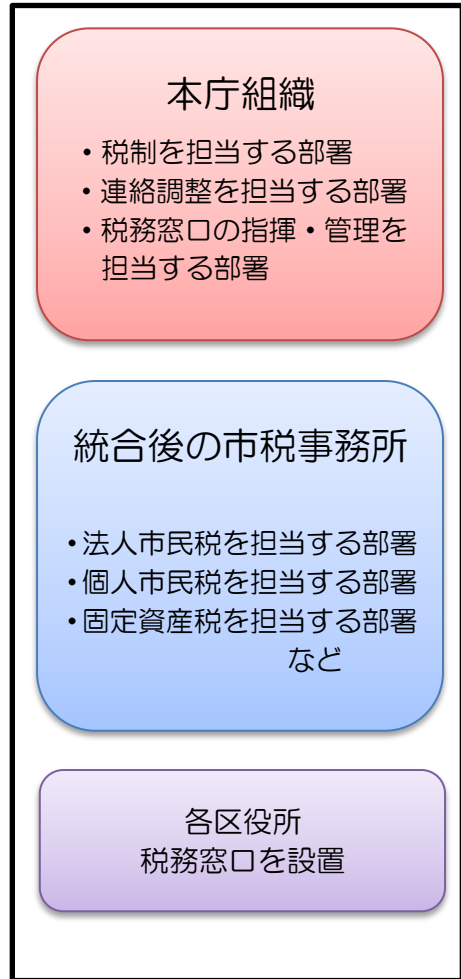 本庁組織
・税制を担当する部署
・連絡調整を担当する部署
・税務窓口の指揮・管理を
担当する部署
統合後の市税事務所
・法人市民税を担当する部署
・個人市民税を担当する部署
・固定資産税を担当する部署
など
各区役所
税務窓口を設置